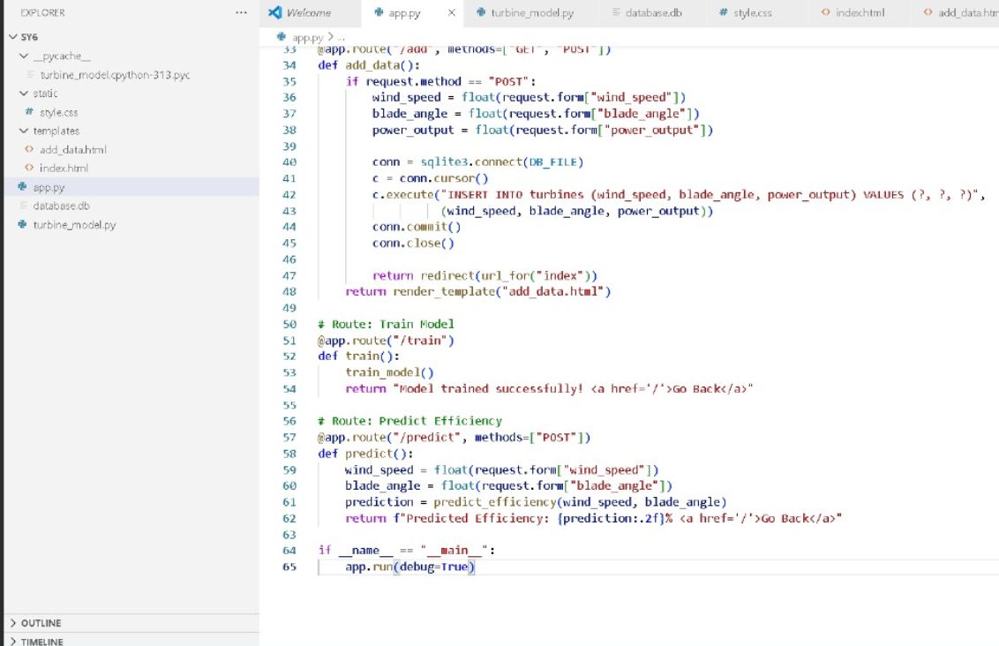 EXPLORER ...
Welcome
app.py ×
turbine_model.py
database.db
# style.css
<> index.html
<> add_data.htm
SY6
__pycache__
turbine_model.cpython-313.pyc
static
# style.css
templates
<> add_data.html
<> index.html
app.py
database.db
turbine_model.py
OUTLINE
TIMELINE
app.py > ...
33 @app.route("/add", methods=["GET", "POST"])
34 def add_data():
35     if request.method == "POST":
36         wind_speed = float(request.form["wind_speed"])
37         blade_angle = float(request.form["blade_angle"])
38         power_output = float(request.form["power_output"])
39
40         conn = sqlite3.connect(DB_FILE)
41         c = conn.cursor()
42         c.execute("INSERT INTO turbines (wind_speed, blade_angle, power_output) VALUES (?, ?, ?)",
43                   (wind_speed, blade_angle, power_output))
44         conn.commit()
45         conn.close()
46
47         return redirect(url_for("index"))
48     return render_template("add_data.html")
49
50 # Route: Train Model
51 @app.route("/train")
52 def train():
53     train_model()
54     return "Model trained successfully! <a href='/'>Go Back</a>"
55
56 # Route: Predict Efficiency
57 @app.route("/predict", methods=["POST"])
58 def predict():
59     wind_speed = float(request.form["wind_speed"])
60     blade_angle = float(request.form["blade_angle"])
61     prediction = predict_efficiency(wind_speed, blade_angle)
62     return f"Predicted Efficiency: {prediction:.2f}% <a href='/'>Go Back</a>"
63
64 if __name__ == "__main__":
65     app.run(debug=True)